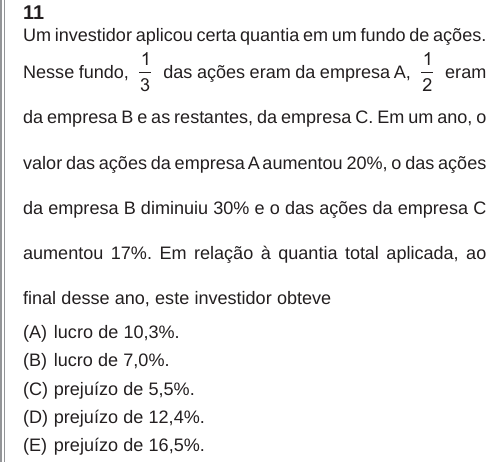 11
Um investidor aplicou certa quantia em um fundo de ações.
Nesse fundo, 1/3 das ações eram da empresa A, 1/2 eram
da empresa B e as restantes, da empresa C. Em um ano, o
valor das ações da empresa A aumentou 20%, o das ações
da empresa B diminuiu 30% e o das ações da empresa C
aumentou 17%. Em relação à quantia total aplicada, ao
final desse ano, este investidor obteve
(A) lucro de 10,3%.
(B) lucro de 7,0%.
(C) prejuízo de 5,5%.
(D) prejuízo de 12,4%.
(E) prejuízo de 16,5%.